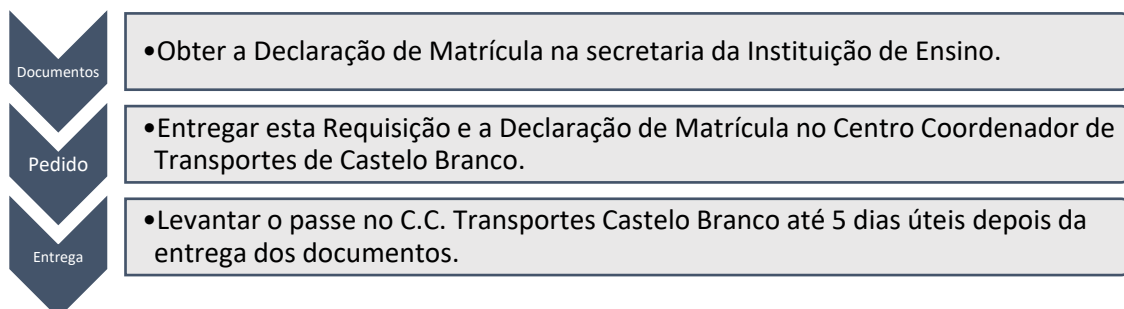 Documentos
•Obter a Declaração de Matrícula na secretaria da Instituição de Ensino.
Pedido
•Entregar esta Requisição e a Declaração de Matrícula no Centro Coordenador de
Transportes de Castelo Branco.
Entrega
•Levantar o passe no C.C. Transportes Castelo Branco até 5 dias úteis depois da
entrega dos documentos.